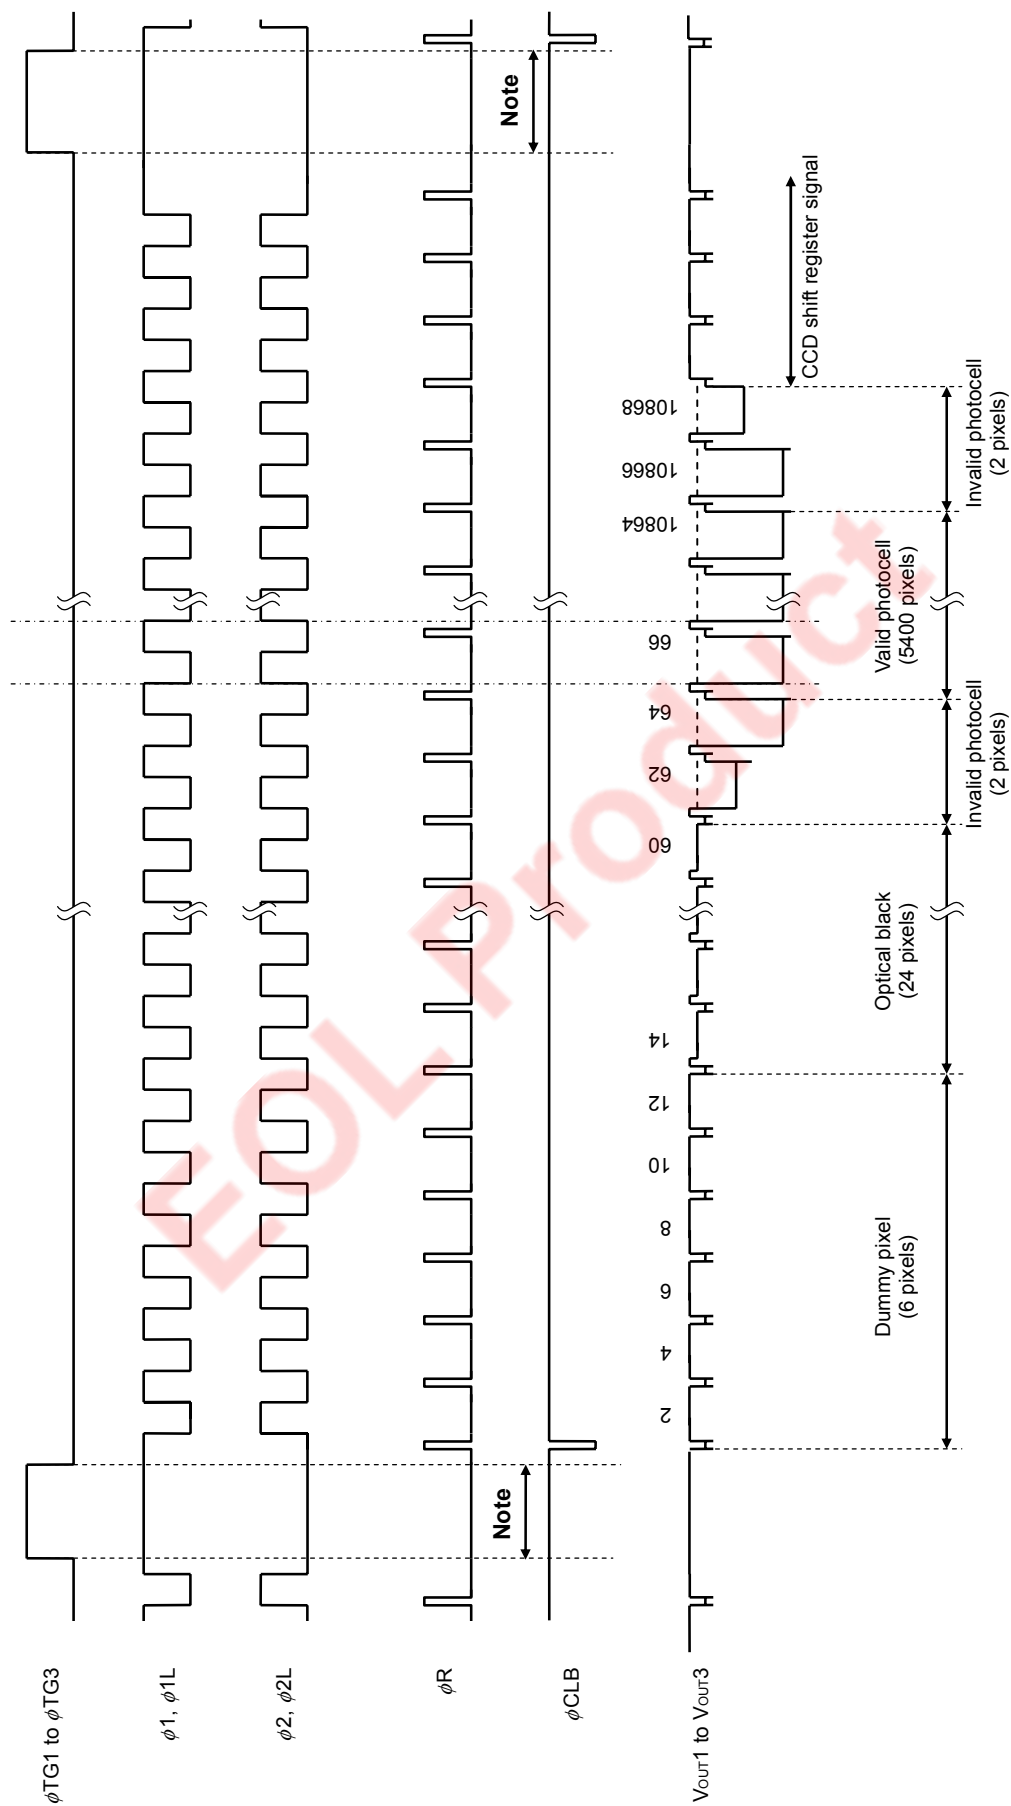 φTG1 to φTG3
φ1, φ1L
φ2, φ2L
φR
Note
Note
φCLB
VOUT1 to VOUT3
2
4
6
8
10
12
14
60
62
64
66
10864
10866
10868
CCD shift register signal
Dummy pixel
(6 pixels)
Optical black
(24 pixels)
Invalid photocell
(2 pixels)
Valid photocell
(5400 pixels)
Invalid photocell
(2 pixels)
EOL Product